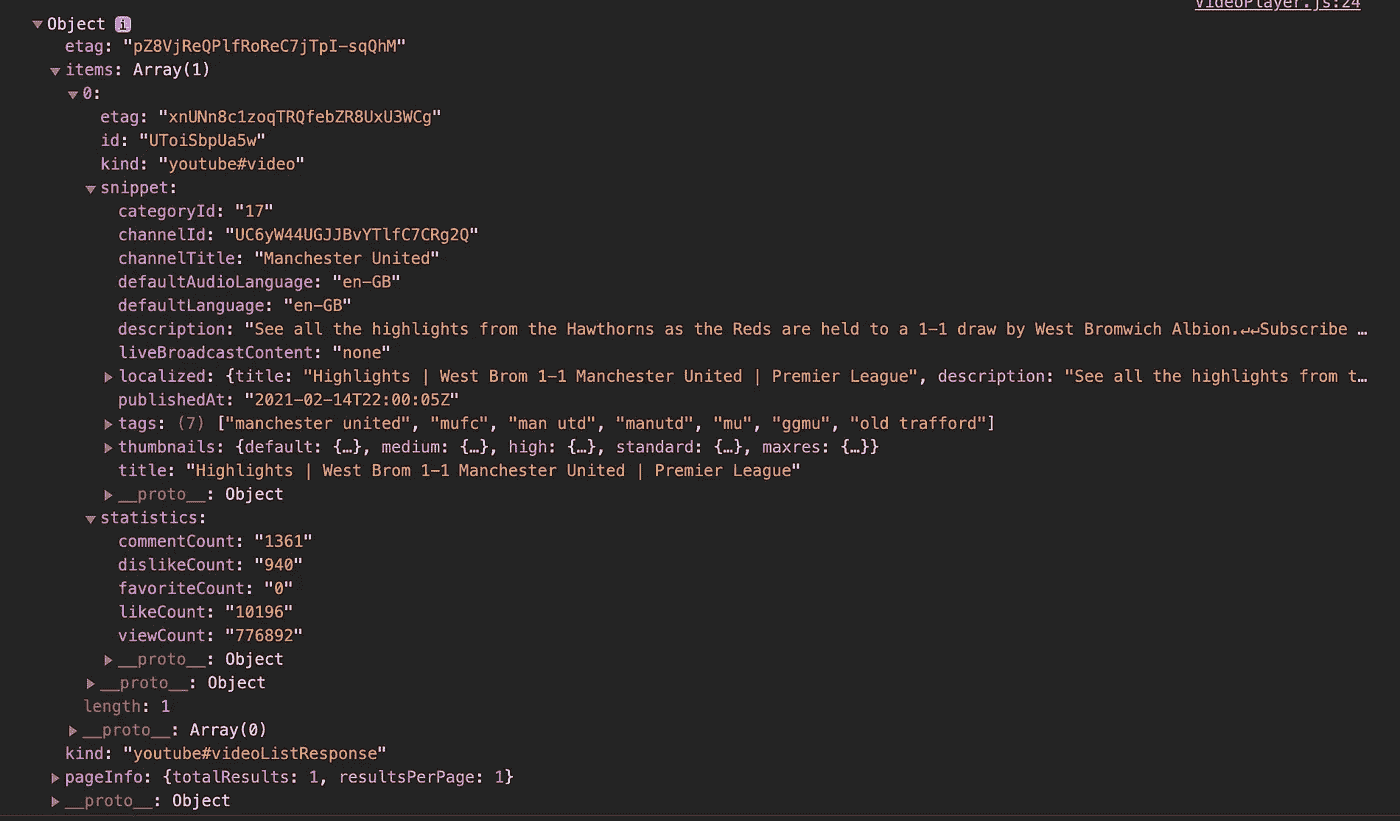 VideoPlayer.js:24
▼Object i
etag: "pZ8VjReQPlfRoReC7jTpI-sqQhM"
▼items: Array(1)
▼0:
etag: "xnUNn8c1zoqTRQfebZR8UxU3WCg"
id: "UToiSbpUa5w"
kind: "youtube#video"
▼snippet:
categoryId: "17"
channelId: "UC6yW44UGJJBvYTlfC7CRg2Q"
channelTitle: "Manchester United"
defaultAudioLanguage: "en-GB"
defaultLanguage: "en-GB"
description: "See all the highlights from the Hawthorns as the Reds are held to a 1-1 draw by West Bromwich Albion.↵↵Subscribe …
liveBroadcastContent: "none"
▶localized: {title: "Highlights | West Brom 1-1 Manchester United | Premier League", description: "See all the highlights from t…
publishedAt: "2021-02-14T22:00:05Z"
▶tags: (7) ["manchester united", "mufc", "man utd", "manutd", "mu", "ggmu", "old trafford"]
▶thumbnails: {default: {…}, medium: {…}, high: {…}, standard: {…}, maxres: {…}}
title: "Highlights | West Brom 1-1 Manchester United | Premier League"
▶__proto__: Object
▼statistics:
commentCount: "1361"
dislikeCount: "940"
favoriteCount: "0"
likeCount: "10196"
viewCount: "776892"
▶__proto__: Object
▶__proto__: Object
length: 1
▶__proto__: Array(0)
kind: "youtube#videoListResponse"
▶pageInfo: {totalResults: 1, resultsPerPage: 1}
▶__proto__: Object